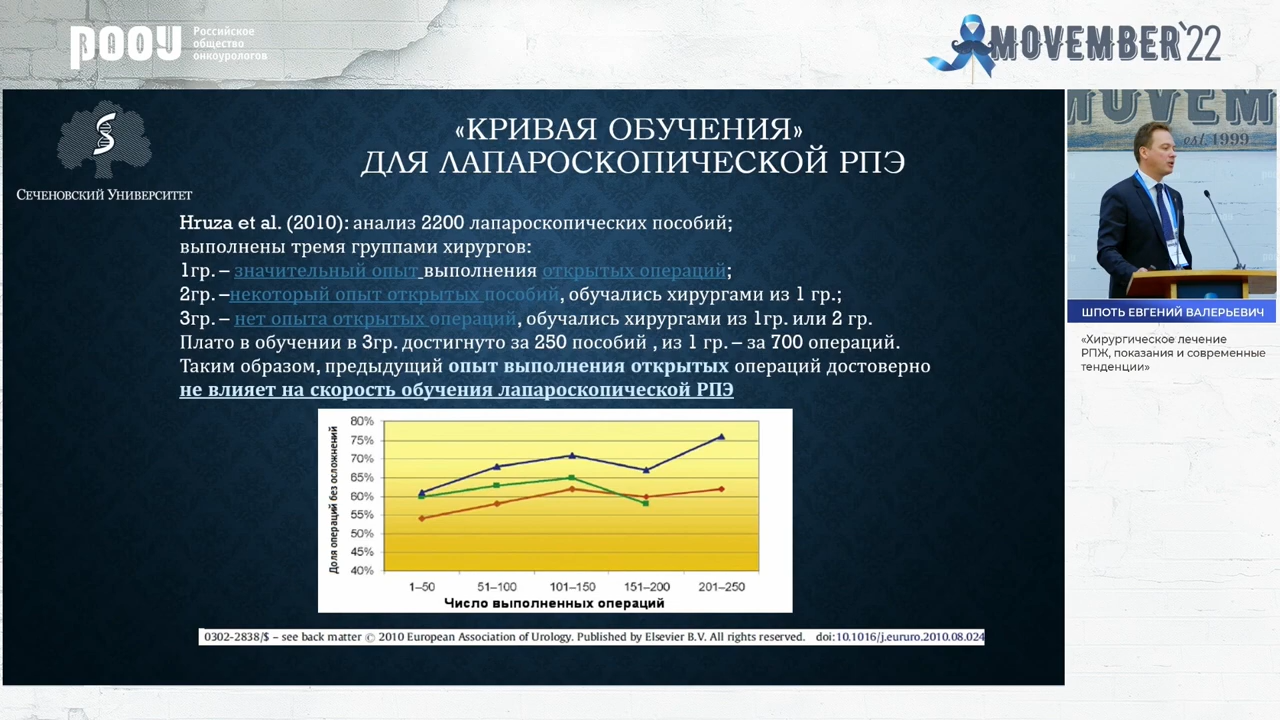 РООУ
Российское
общество
онкоурологов
MOVEMBER'22
MOVEM
est. 1999
Сеченовский Университет
«КРИВАЯ ОБУЧЕНИЯ»
ДЛЯ ЛАПАРОСКОПИЧЕСКОЙ РПЭ
Hruza et al. (2010): анализ 2200 лапароскопических пособий;
выполнены тремя группами хирургов:
1гр. – значительный опыт выполнения открытых операций;
2гр. –некоторый опыт открытых пособий, обучались хирургами из 1 гр.;
3гр. – нет опыта открытых операций, обучались хирургами из 1гр. или 2 гр.
Плато в обучении в 3гр. достигнуто за 250 пособий , из 1 гр. – за 700 операций.
Таким образом, предыдущий опыт выполнения открытых операций достоверно
не влияет на скорость обучения лапароскопической РПЭ
Доля операций без осложнений
80%
75%
70%
65%
60%
55%
50%
45%
40%
1–50 51–100 101–150 151–200 201–250
Число выполненных операций
0302-2838/$ – see back matter © 2010 European Association of Urology. Published by Elsevier B.V. All rights reserved. doi:10.1016/j.eururo.2010.08.024
ШПОТЬ ЕВГЕНИЙ ВАЛЕРЬЕВИЧ
«Хирургическое лечение
РПЖ, показания и современные
тенденции»